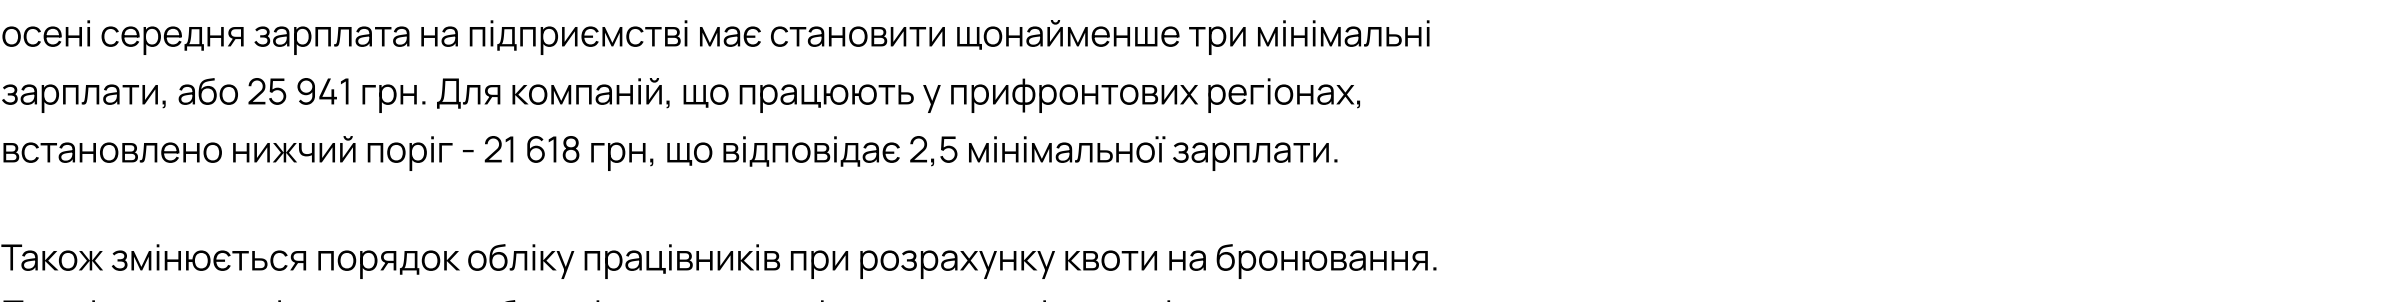 осені середня зарплата на підприємстві має становити щонайменше три мінімальні
зарплати, або 25 941 грн. Для компаній, що працюють у прифронтових регіонах,
встановлено нижчий поріг - 21 618 грн, що відповідає 2,5 мінімальної зарплати.
Також змінюється порядок обліку працівників при розрахунку квоти на бронювання.